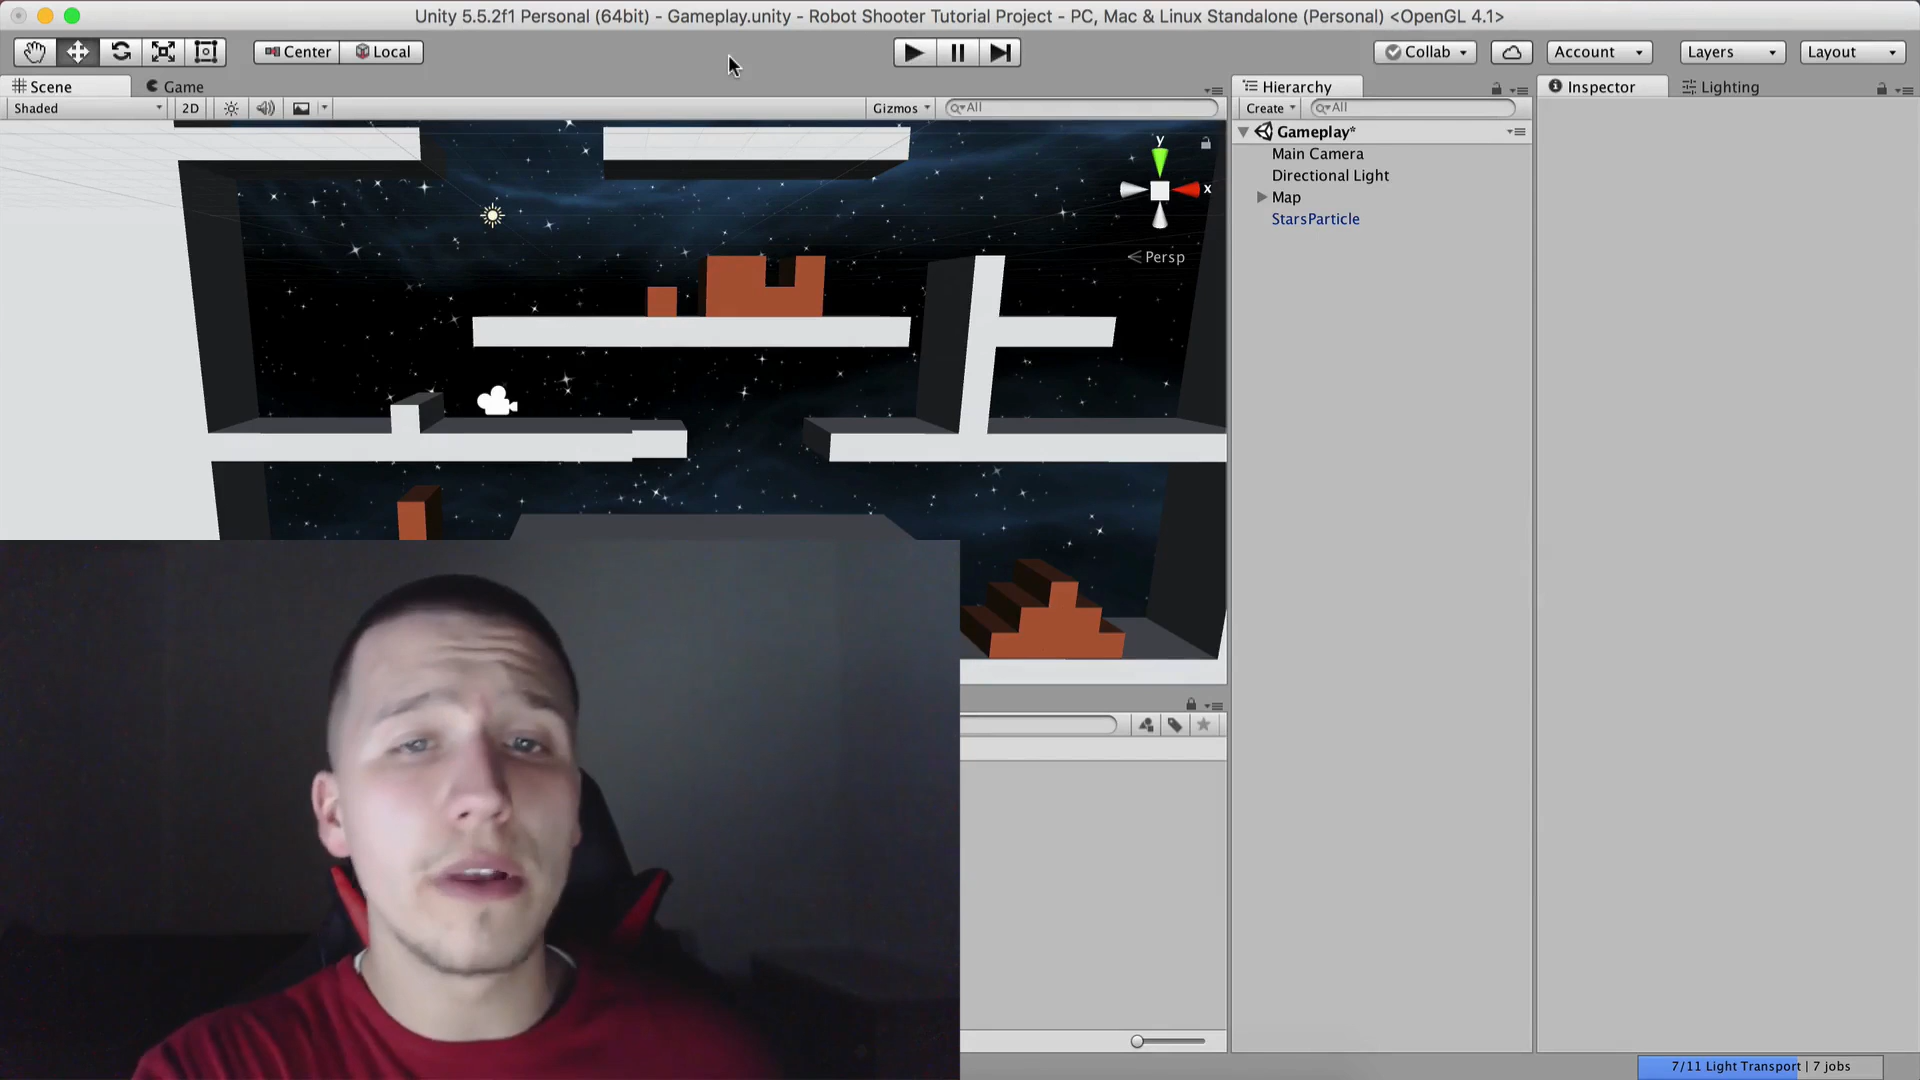 Unity 5.5.2f1 Personal (64bit) - Gameplay.unity - Robot Shooter Tutorial Project - PC, Mac & Linux Standalone (Personal) <OpenGL 4.1>
Center
Local
Collab
Account
Layers
Layout
Scene
Game
Hierarchy
Inspector
Lighting
Shaded
2D
Gizmos
All
Create
All
Gameplay*
Main Camera
Directional Light
Map
StarsParticle
y
x
Persp
7/11 Light Transport | 7 jobs